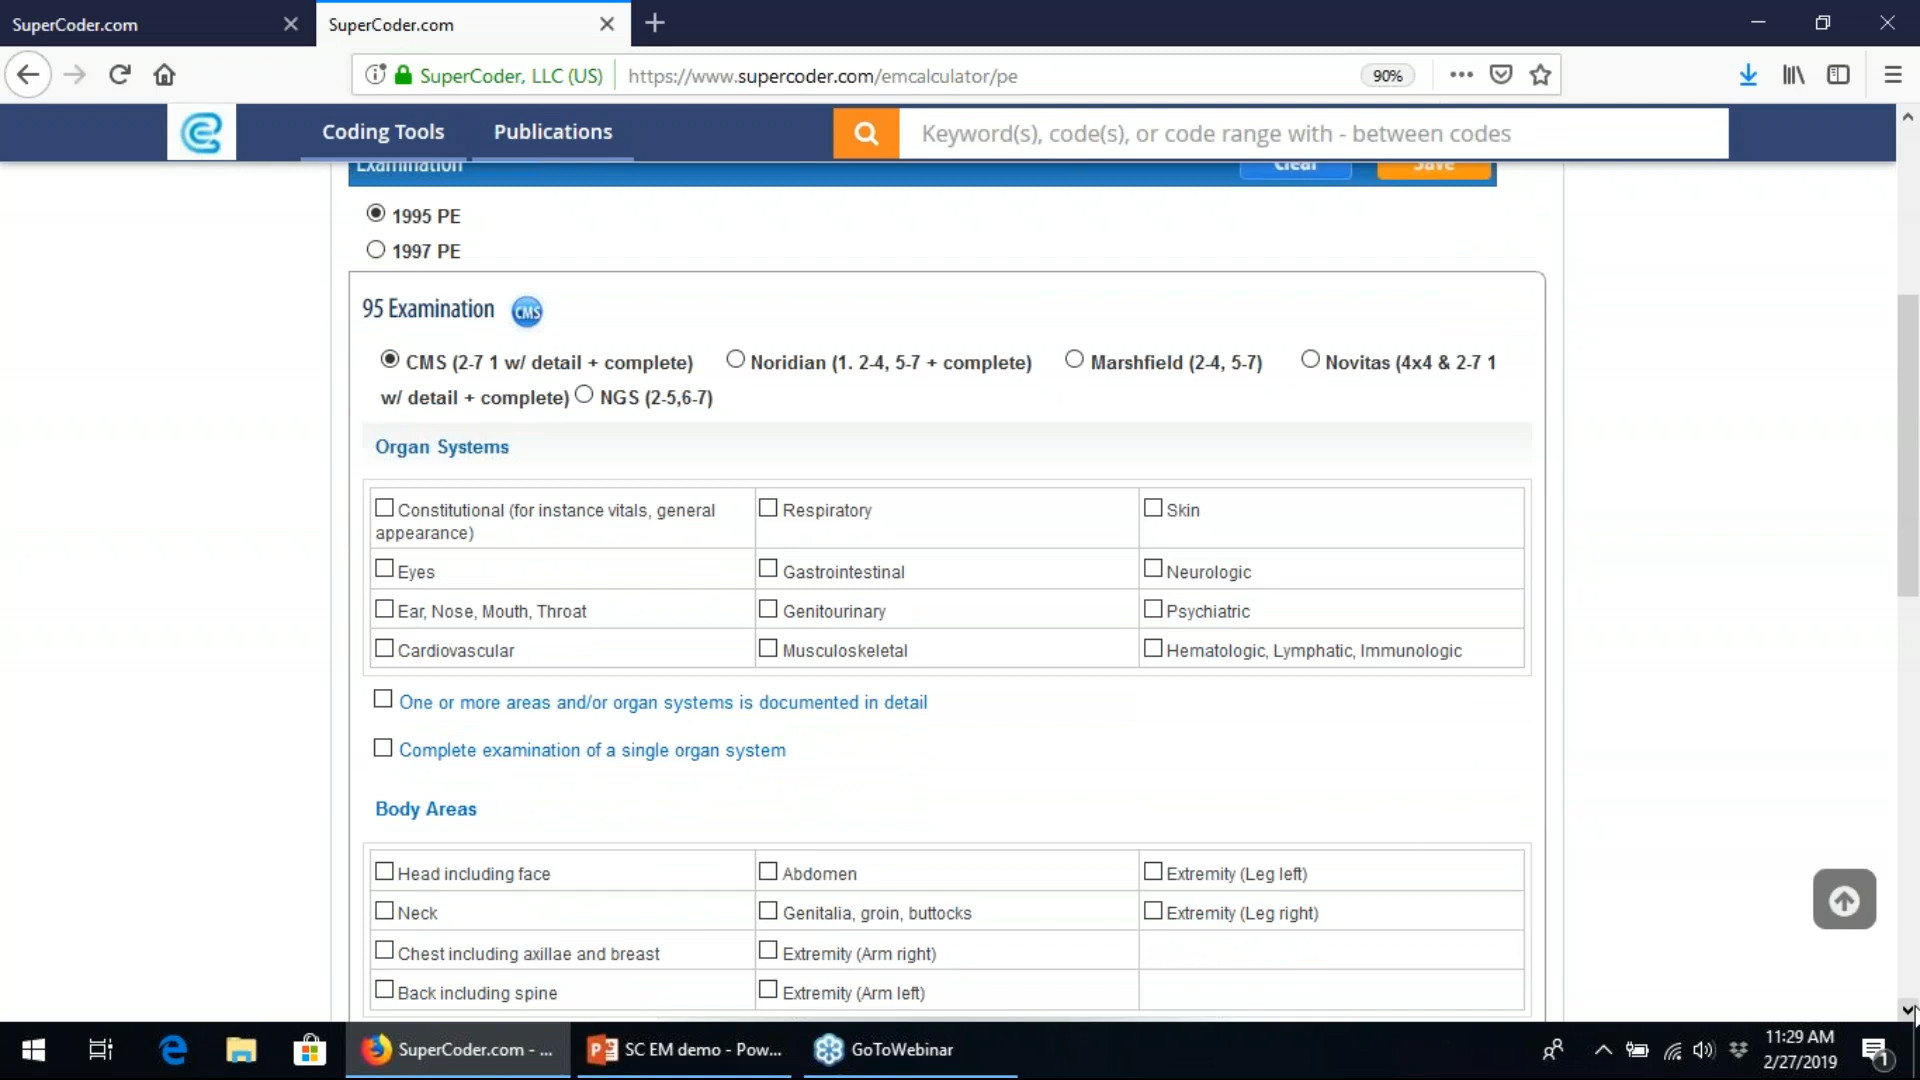 SuperCoder.com
SuperCoder.com
SuperCoder, LLC (US)
https://www.supercoder.com/emcalculator/pe
90%
Coding Tools
Publications
Keyword(s), code(s), or code range with - between codes
Examination
Clear
Save
1995 PE
1997 PE
95 Examination
CMS
CMS (2-7 1 w/ detail + complete)
Noridian (1. 2-4, 5-7 + complete)
Marshfield (2-4, 5-7)
Novitas (4x4 & 2-7 1
w/ detail + complete)
NGS (2-5,6-7)
Organ Systems
Constitutional (for instance vitals, general
appearance)
Respiratory
Skin
Eyes
Gastrointestinal
Neurologic
Ear, Nose, Mouth, Throat
Genitourinary
Psychiatric
Cardiovascular
Musculoskeletal
Hematologic, Lymphatic, Immunologic
One or more areas and/or organ systems is documented in detail
Complete examination of a single organ system
Body Areas
Head including face
Abdomen
Extremity (Leg left)
Neck
Genitalia, groin, buttocks
Extremity (Leg right)
Chest including axillae and breast
Extremity (Arm right)
Back including spine
Extremity (Arm left)
SuperCoder.com - ...
SC EM demo - Pow...
GoToWebinar
11:29 AM
2/27/2019
1